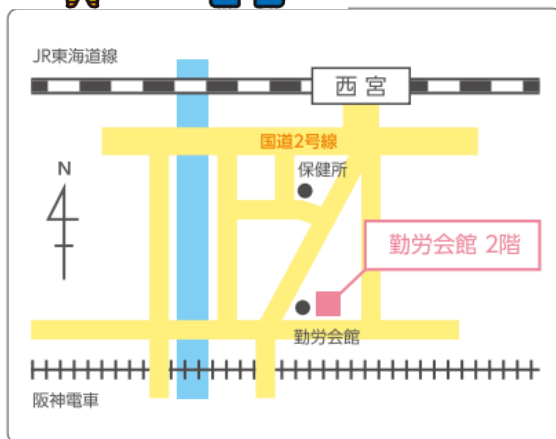 JR東海道線
西宮
国道2号線
保健所
N
勤労会館 2階
勤労会館
阪神電車